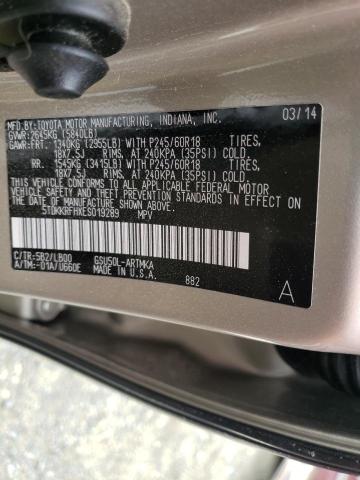 MFD.BY:TOYOTA MOTOR MANUFACTURING, INDIANA, INC. 03/14
GVWR:2645KG (5840LB)
GAWR:FRT. 1340KG (2955LB) WITH P245/60R18 TIRES,
18X7.5J RIMS, AT 240KPA (35PSI) COLD.
RR. 1545KG (3415LB) WITH P245/60R18 TIRES,
18X7.5J RIMS, AT 240KPA (35PSI) COLD.
THIS VEHICLE CONFORMS TO ALL APPLICABLE FEDERAL MOTOR
VEHICLE SAFETY AND THEFT PREVENTION STANDARDS IN EFFECT
ON THE DATE OF MANUFACTURE SHOWN ABOVE.
5TDKKRFHXES019289 MPV
C/TR:5B2/LB00 GSU50L-ARTMKA
A/TM:-01A/U660E MADE IN U.S.A.
882
A